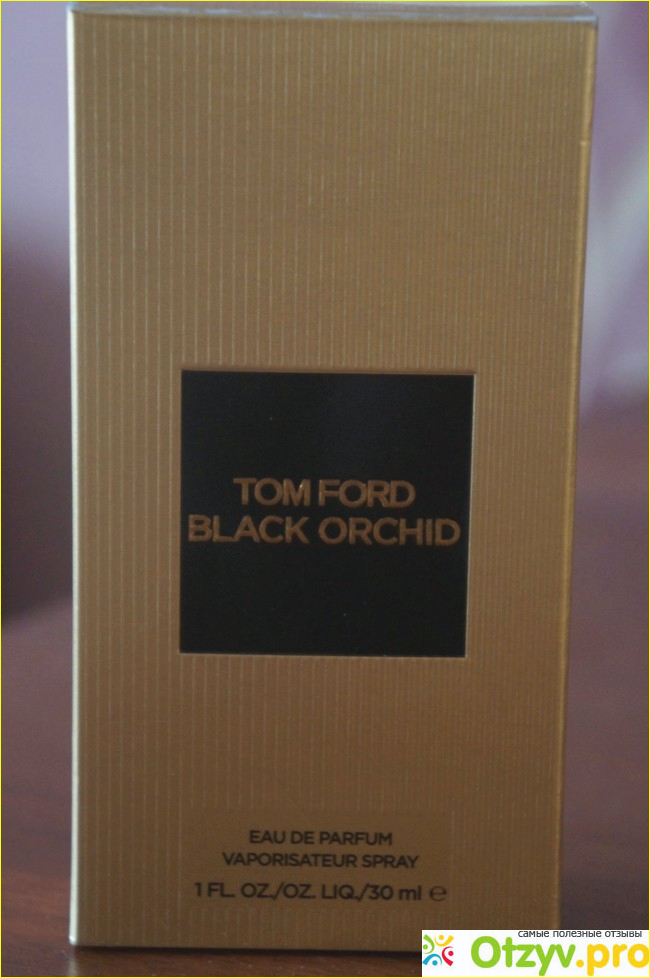 TOM FORD
BLACK ORCHID
EAU DE PARFUM
VAPORISATEUR SPRAY
1 FL. OZ./OZ. LIQ./30 ml ℮
самые полезные отзывы
Otzyv.pro